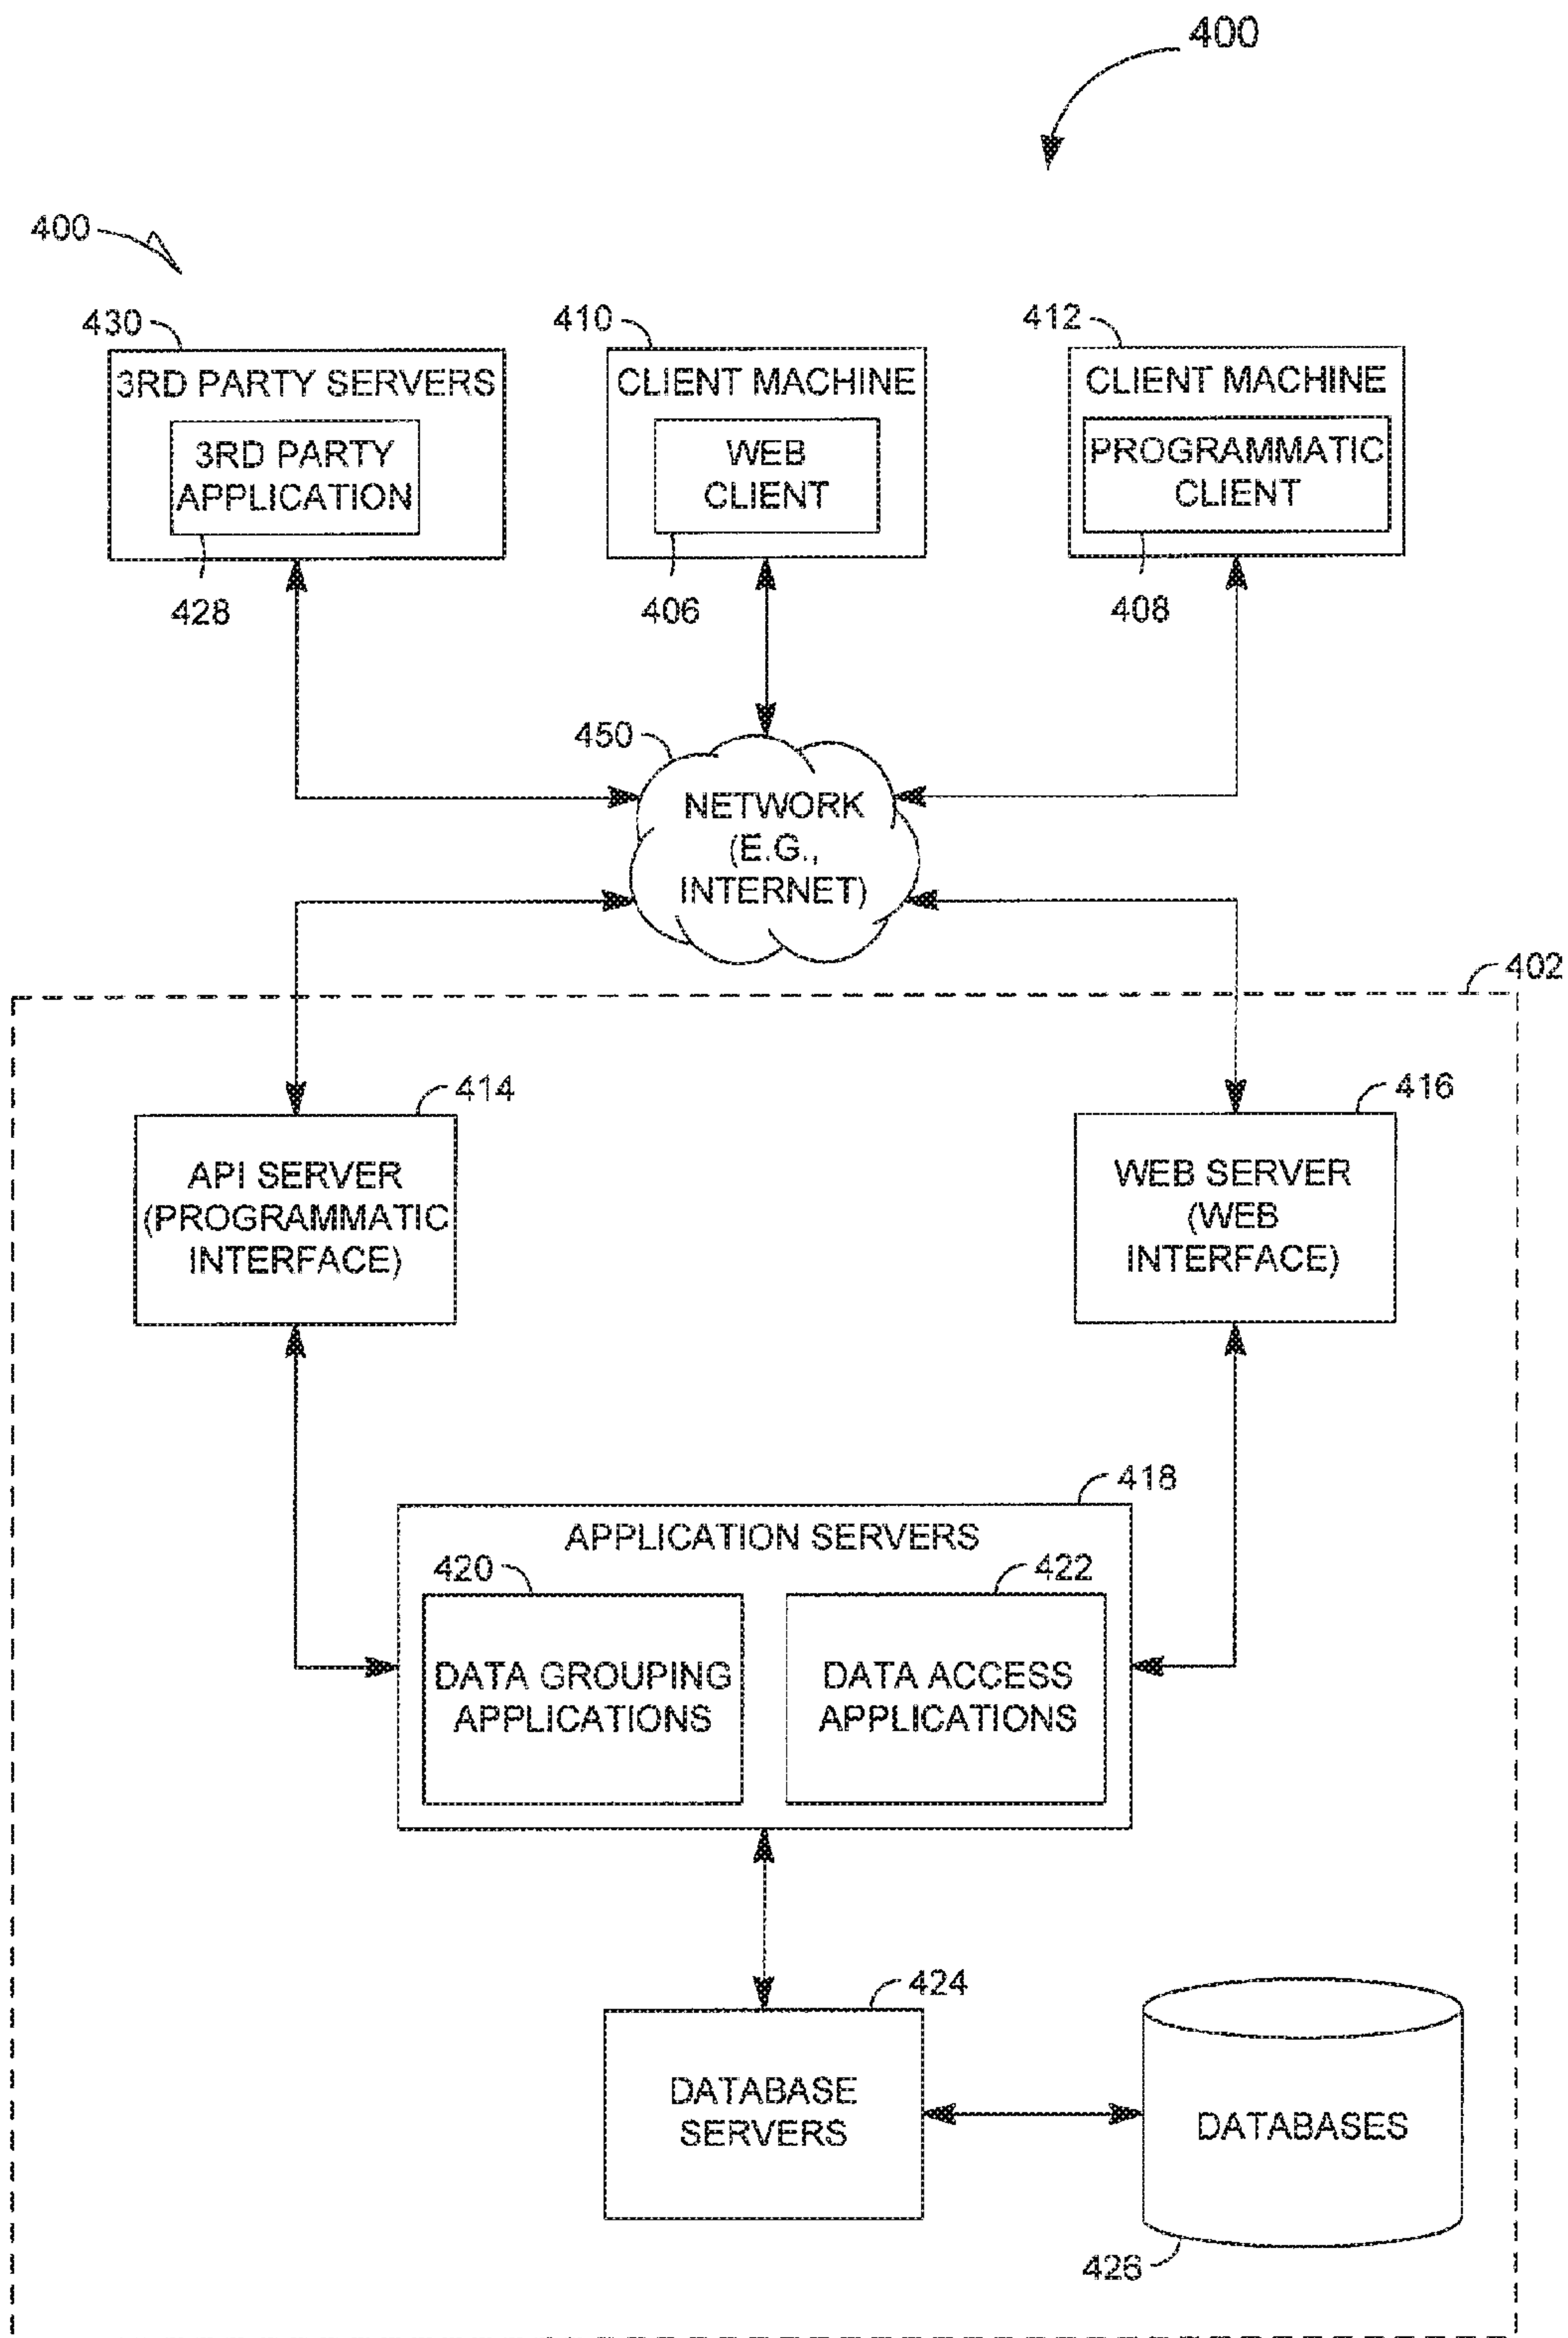 400
400
430
410
412
3RD PARTY SERVERS
3RD PARTY
APPLICATION
428
CLIENT MACHINE
WEB
CLIENT
406
CLIENT MACHINE
PROGRAMMATIC
CLIENT
408
450
NETWORK
(E.G.,
INTERNET)
402
414
API SERVER
(PROGRAMMATIC
INTERFACE)
416
WEB SERVER
(WEB
INTERFACE)
418
APPLICATION SERVERS
420
422
DATA GROUPING
APPLICATIONS
DATA ACCESS
APPLICATIONS
424
DATABASE
SERVERS
DATABASES
426